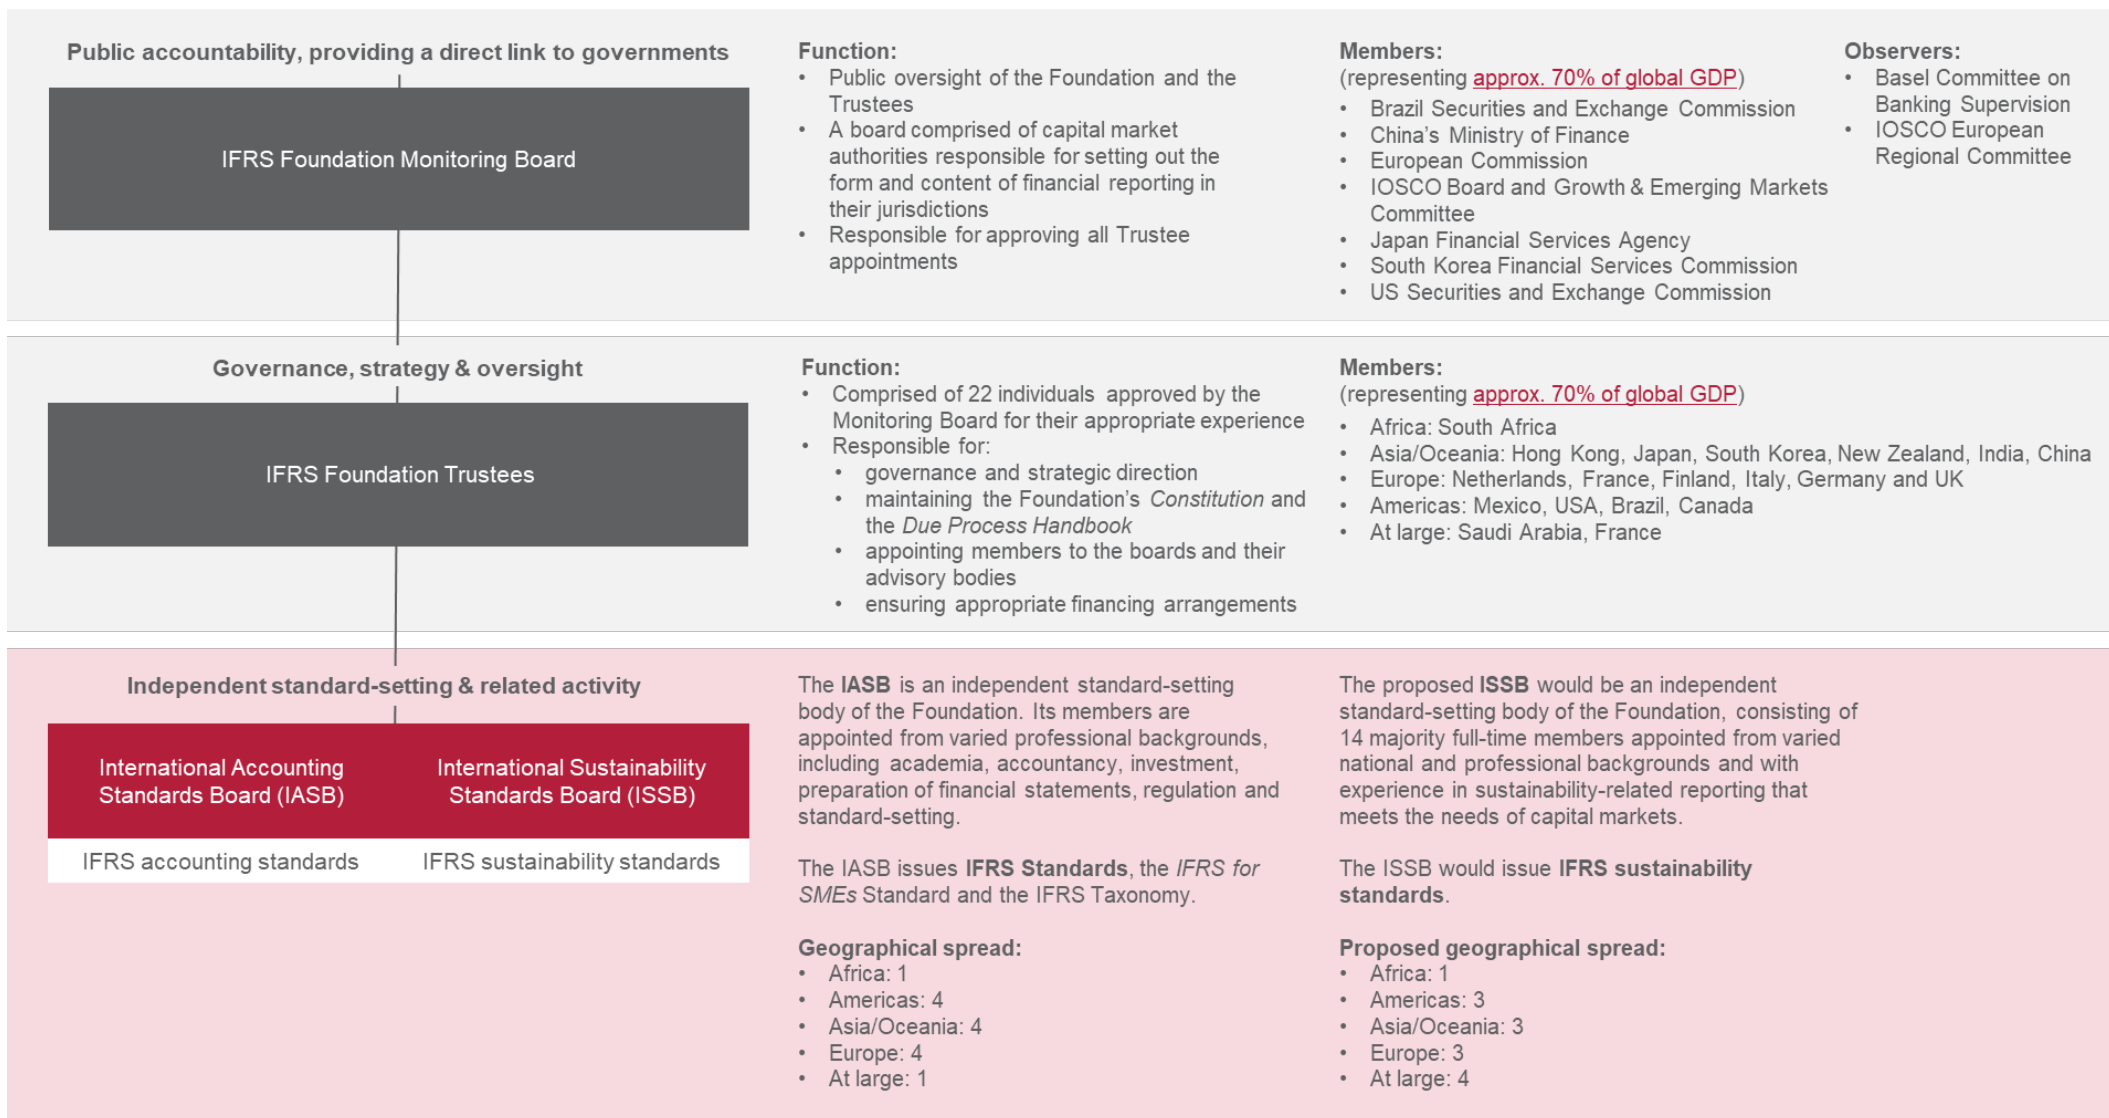 Public accountability, providing a direct link to governments
IFRS Foundation Monitoring Board
Function:
• Public oversight of the Foundation and the
Trustees
• A board comprised of capital market
authorities responsible for setting out the
form and content of financial reporting in
their jurisdictions
• Responsible for approving all Trustee
appointments
Members:
(representing approx. 70% of global GDP)
• Brazil Securities and Exchange Commission
• China’s Ministry of Finance
• European Commission
• IOSCO Board and Growth & Emerging Markets
Committee
• Japan Financial Services Agency
• South Korea Financial Services Commission
• US Securities and Exchange Commission
Observers:
• Basel Committee on
Banking Supervision
• IOSCO European
Regional Committee
Governance, strategy & oversight
IFRS Foundation Trustees
Function:
• Comprised of 22 individuals approved by the
Monitoring Board for their appropriate experience
• Responsible for:
• governance and strategic direction
• maintaining the Foundation’s Constitution and
the Due Process Handbook
• appointing members to the boards and their
advisory bodies
• ensuring appropriate financing arrangements
Members:
(representing approx. 70% of global GDP)
• Africa: South Africa
• Asia/Oceania: Hong Kong, Japan, South Korea, New Zealand, India, China
• Europe: Netherlands, France, Finland, Italy, Germany and UK
• Americas: Mexico, USA, Brazil, Canada
• At large: Saudi Arabia, France
Independent standard-setting & related activity
International Accounting
Standards Board (IASB)
International Sustainability
Standards Board (ISSB)
IFRS accounting standards
IFRS sustainability standards
The IASB is an independent standard-setting
body of the Foundation. Its members are
appointed from varied professional backgrounds,
including academia, accountancy, investment,
preparation of financial statements, regulation and
standard-setting.
The IASB issues IFRS Standards, the IFRS for
SMEs Standard and the IFRS Taxonomy.
Geographical spread:
• Africa: 1
• Americas: 4
• Asia/Oceania: 4
• Europe: 4
• At large: 1
The proposed ISSB would be an independent
standard-setting body of the Foundation, consisting of
14 majority full-time members appointed from varied
national and professional backgrounds and with
experience in sustainability-related reporting that
meets the needs of capital markets.
The ISSB would issue IFRS sustainability
standards.
Proposed geographical spread:
• Africa: 1
• Americas: 3
• Asia/Oceania: 3
• Europe: 3
• At large: 4